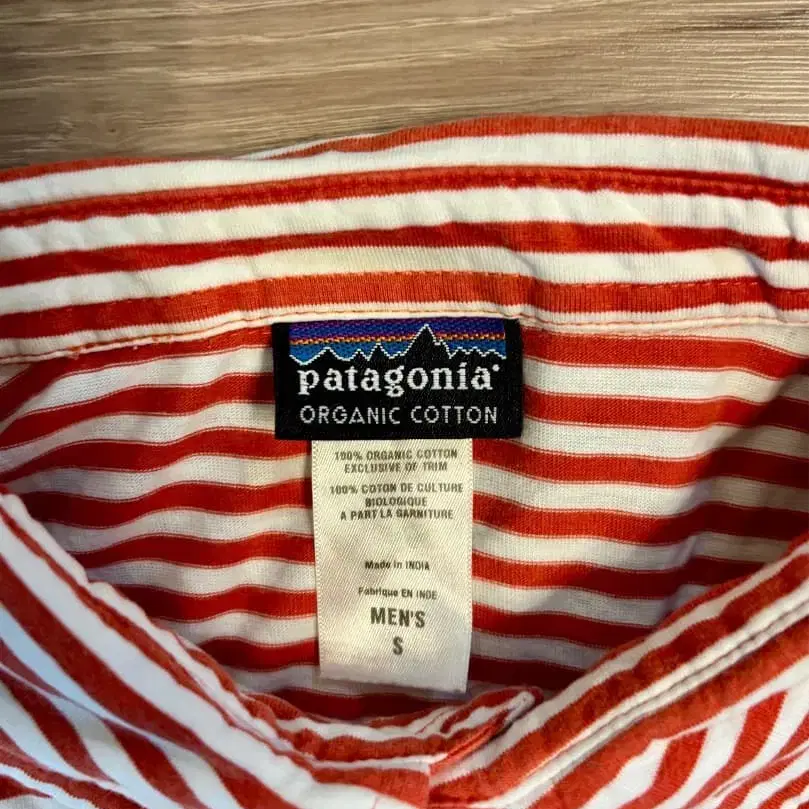 patagonia®
ORGANIC COTTON
100% ORGANIC COTTON
EXCLUSIVE OF TRIM
100% COTON DE CULTURE
BIOLOGIQUE
A PART LA GARNITURE
Made in INDIA
Fabrique EN INDE
MEN'S
S